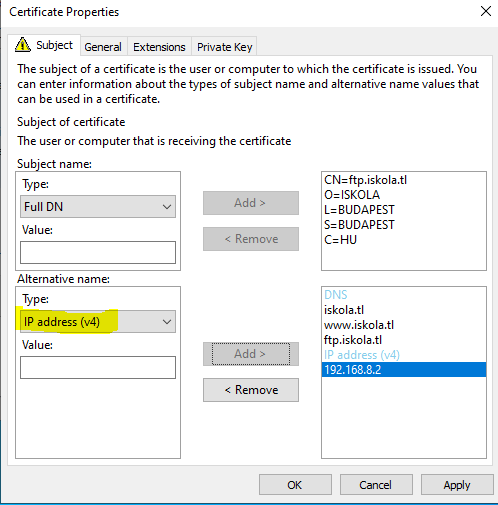 Certificate Properties
Subject
General
Extensions
Private Key
The subject of a certificate is the user or computer to which the certificate is issued. You
can enter information about the types of subject name and alternative name values that
can be used in a certificate.
Subject of certificate
The user or computer that is receiving the certificate
Subject name:
Type:
Full DN
Value:
Add >
< Remove
CN=ftp.iskola.tl
O=ISKOLA
L=BUDAPEST
S=BUDAPEST
C=HU
Alternative name:
Type:
IP address (v4)
Value:
Add >
< Remove
DNS
iskola.tl
www.iskola.tl
ftp.iskola.tl
IP address (v4)
192.168.8.2
OK
Cancel
Apply